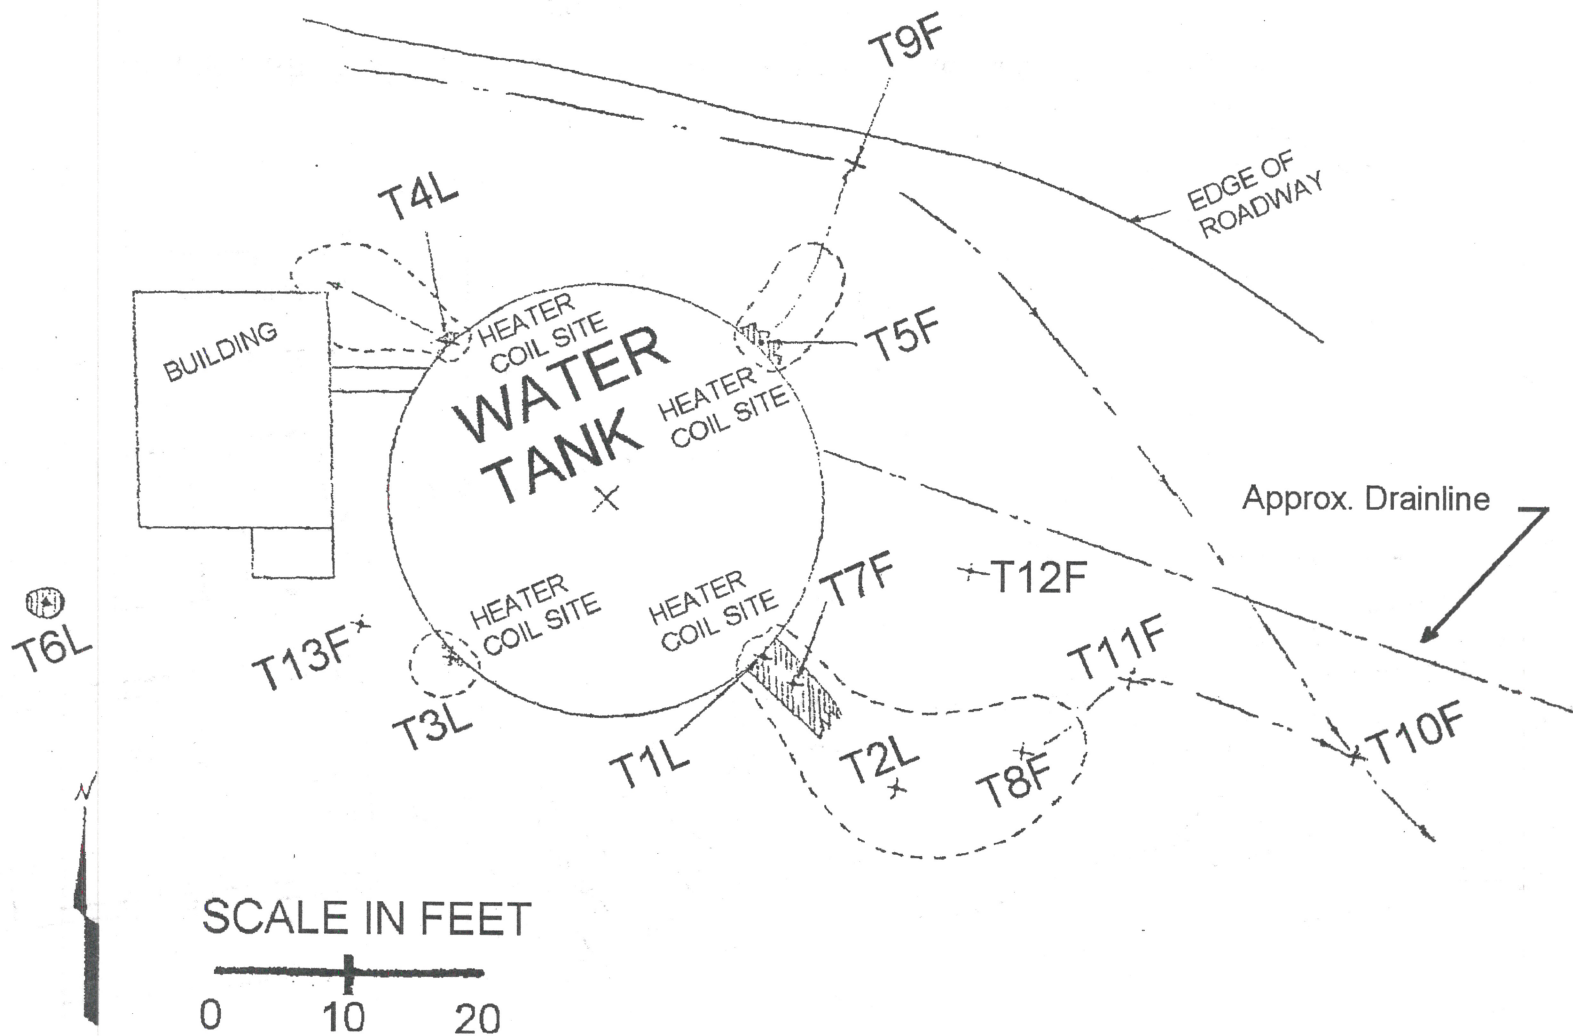 T9F
EDGE OF
ROADWAY
T4L
HEATER
COIL SITE
BUILDING
T5F
WATER
TANK
HEATER
COIL SITE
Approx. Drainline
T7F
T12F
HEATER
COIL SITE
HEATER
COIL SITE
T6L
T13F
T11F
T3L
T1L
T2L
T8F
T10F
N
SCALE IN FEET
0 10 20